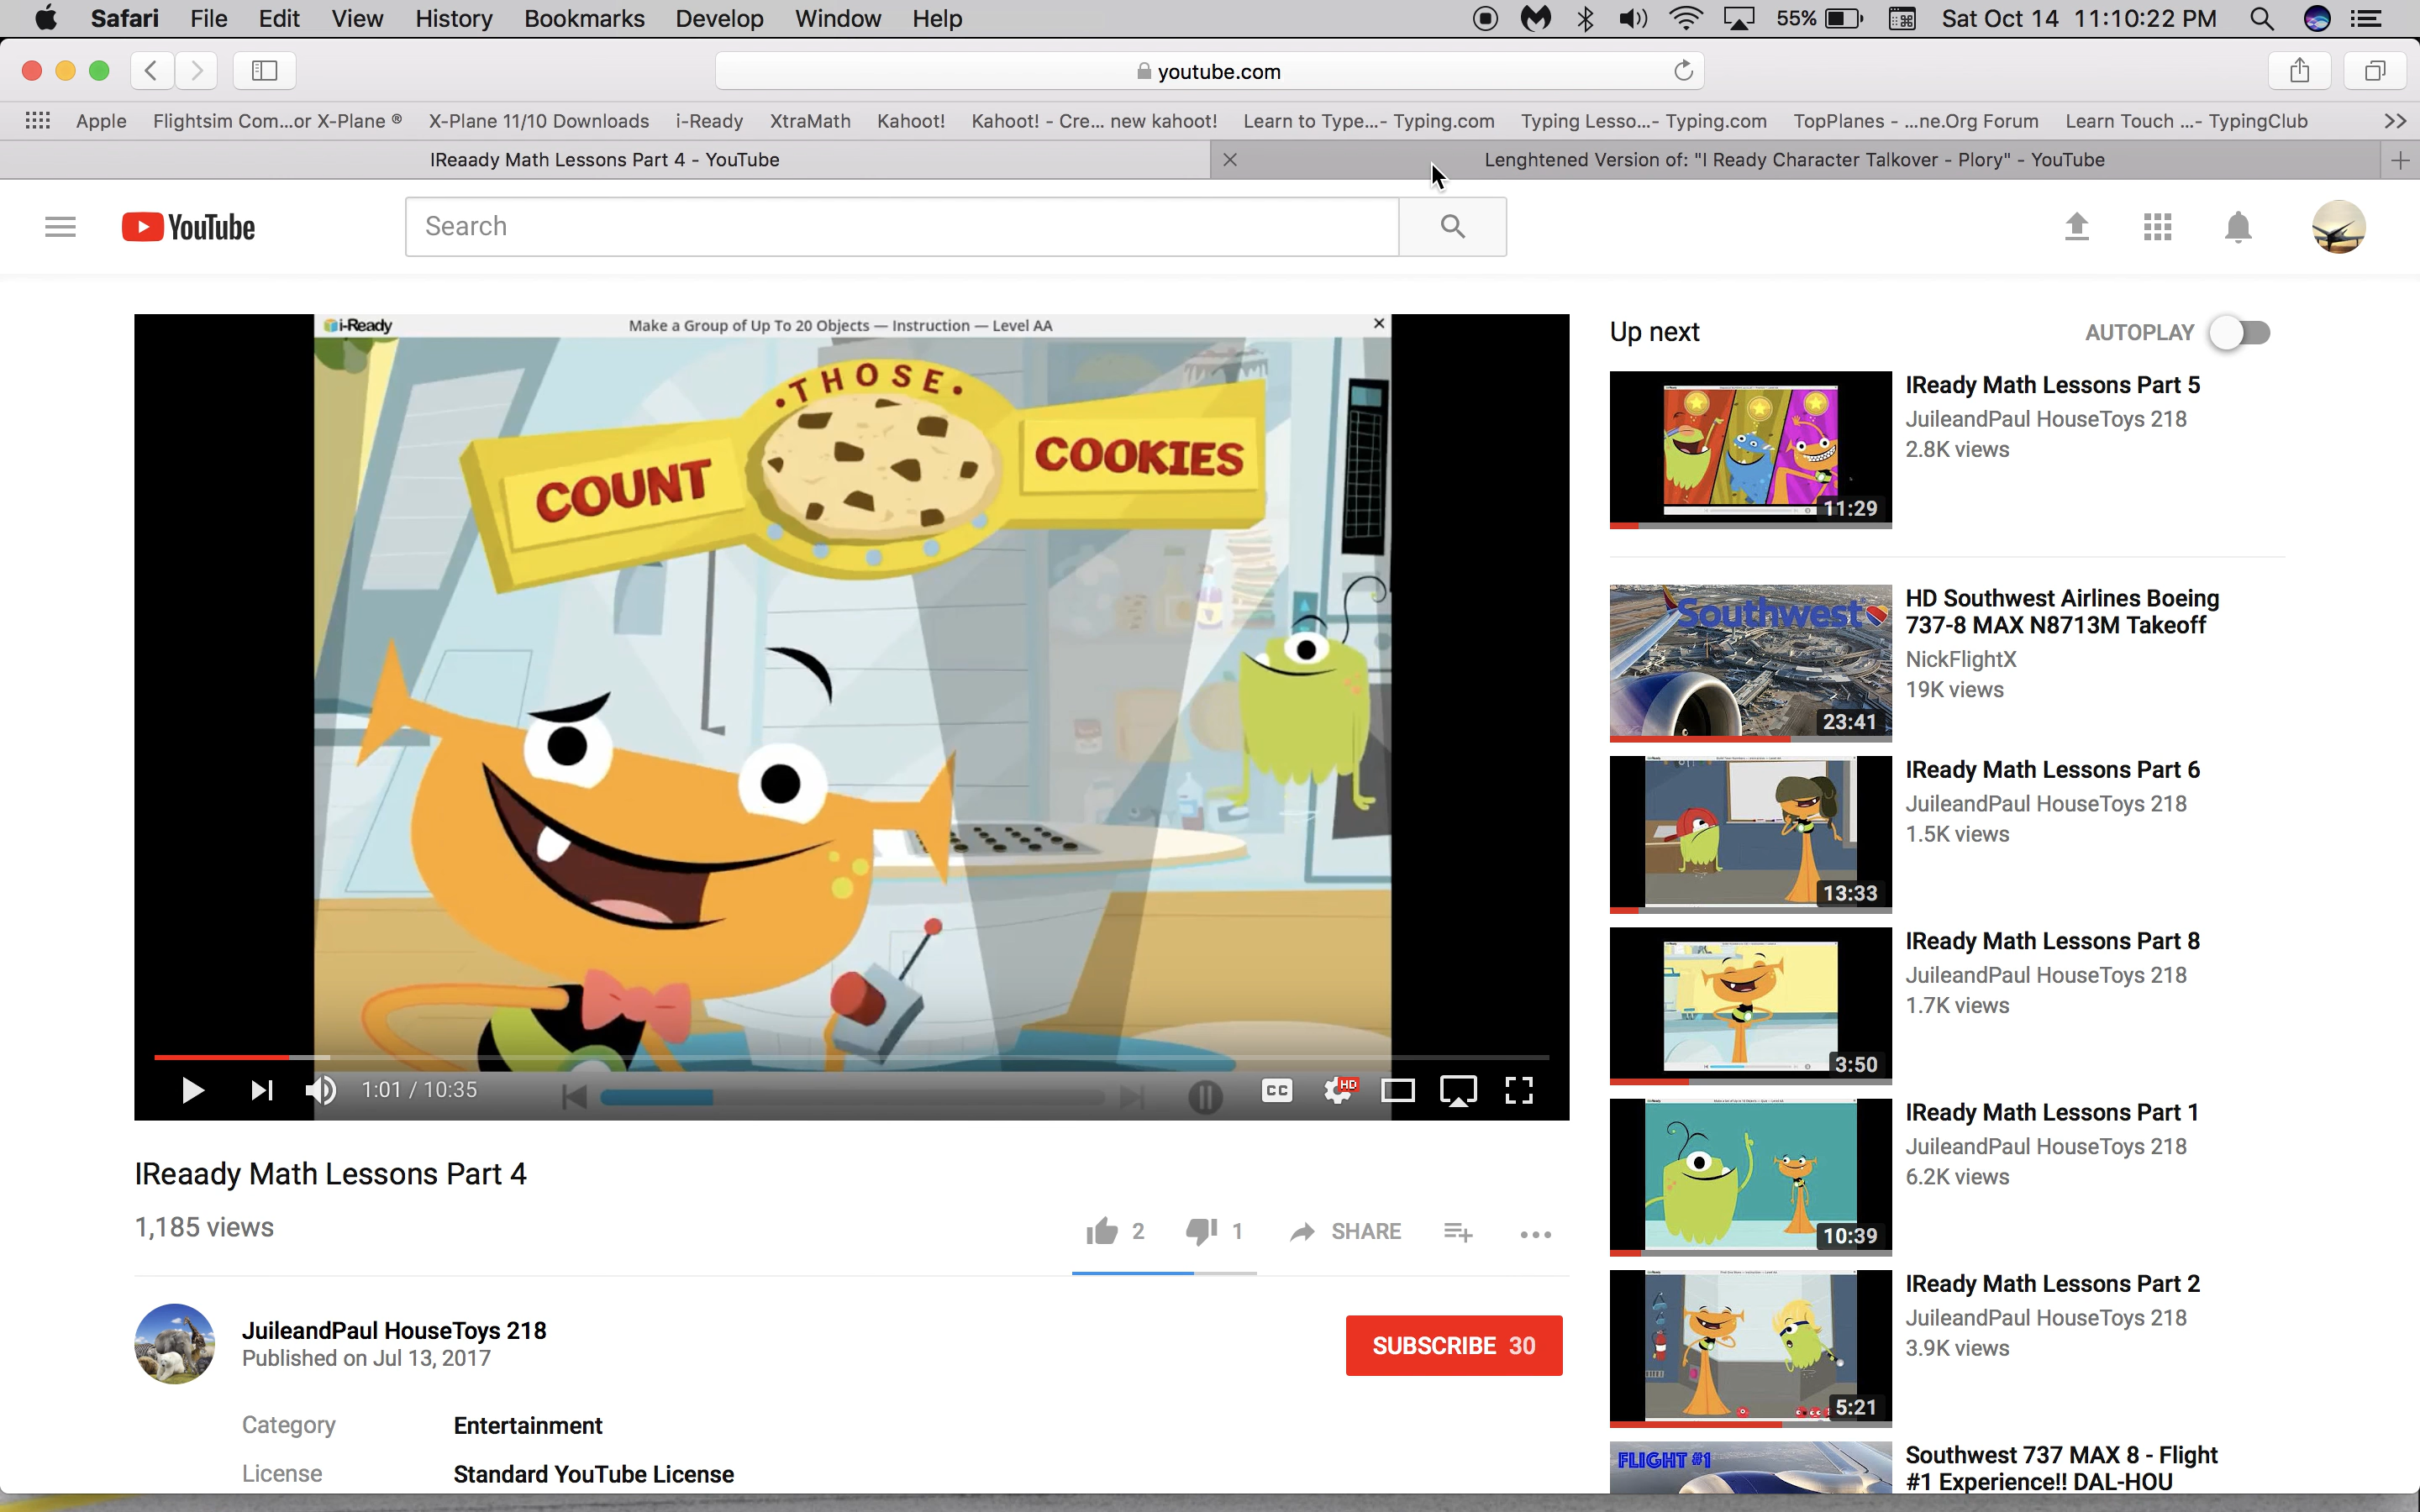 Safari File Edit View History Bookmarks Develop Window Help 55% Sat Oct 14 11:10:22 PM
youtube.com
Apple Flightsim Com...or X-Plane ® X-Plane 11/10 Downloads i-Ready XtraMath Kahoot! Kahoot! - Cre... new kahoot! Learn to Type...- Typing.com Typing Lesso...- Typing.com TopPlanes - ...ne.Org Forum Learn Touch ...- TypingClub
IReaady Math Lessons Part 4 - YouTube Lenghtened Version of: "I Ready Character Talkover - Plory" - YouTube
YouTube Search
i-Ready Make a Group of Up To 20 Objects — Instruction — Level AA
•THOSE•
COUNT COOKIES
1:01 / 10:35 CC HD
IReaady Math Lessons Part 4
1,185 views
2 1 SHARE
JuileandPaul HouseToys 218
Published on Jul 13, 2017
SUBSCRIBE 30
Category Entertainment
License Standard YouTube License
Up next AUTOPLAY
11:29
IReady Math Lessons Part 5
JuileandPaul HouseToys 218
2.8K views
Southwest
23:41
HD Southwest Airlines Boeing
737-8 MAX N8713M Takeoff
NickFlightX
19K views
13:33
IReady Math Lessons Part 6
JuileandPaul HouseToys 218
1.5K views
3:50
IReady Math Lessons Part 8
JuileandPaul HouseToys 218
1.7K views
10:39
IReady Math Lessons Part 1
JuileandPaul HouseToys 218
6.2K views
5:21
IReady Math Lessons Part 2
JuileandPaul HouseToys 218
3.9K views
FLIGHT #1
Southwest 737 MAX 8 - Flight
#1 Experience!! DAL-HOU